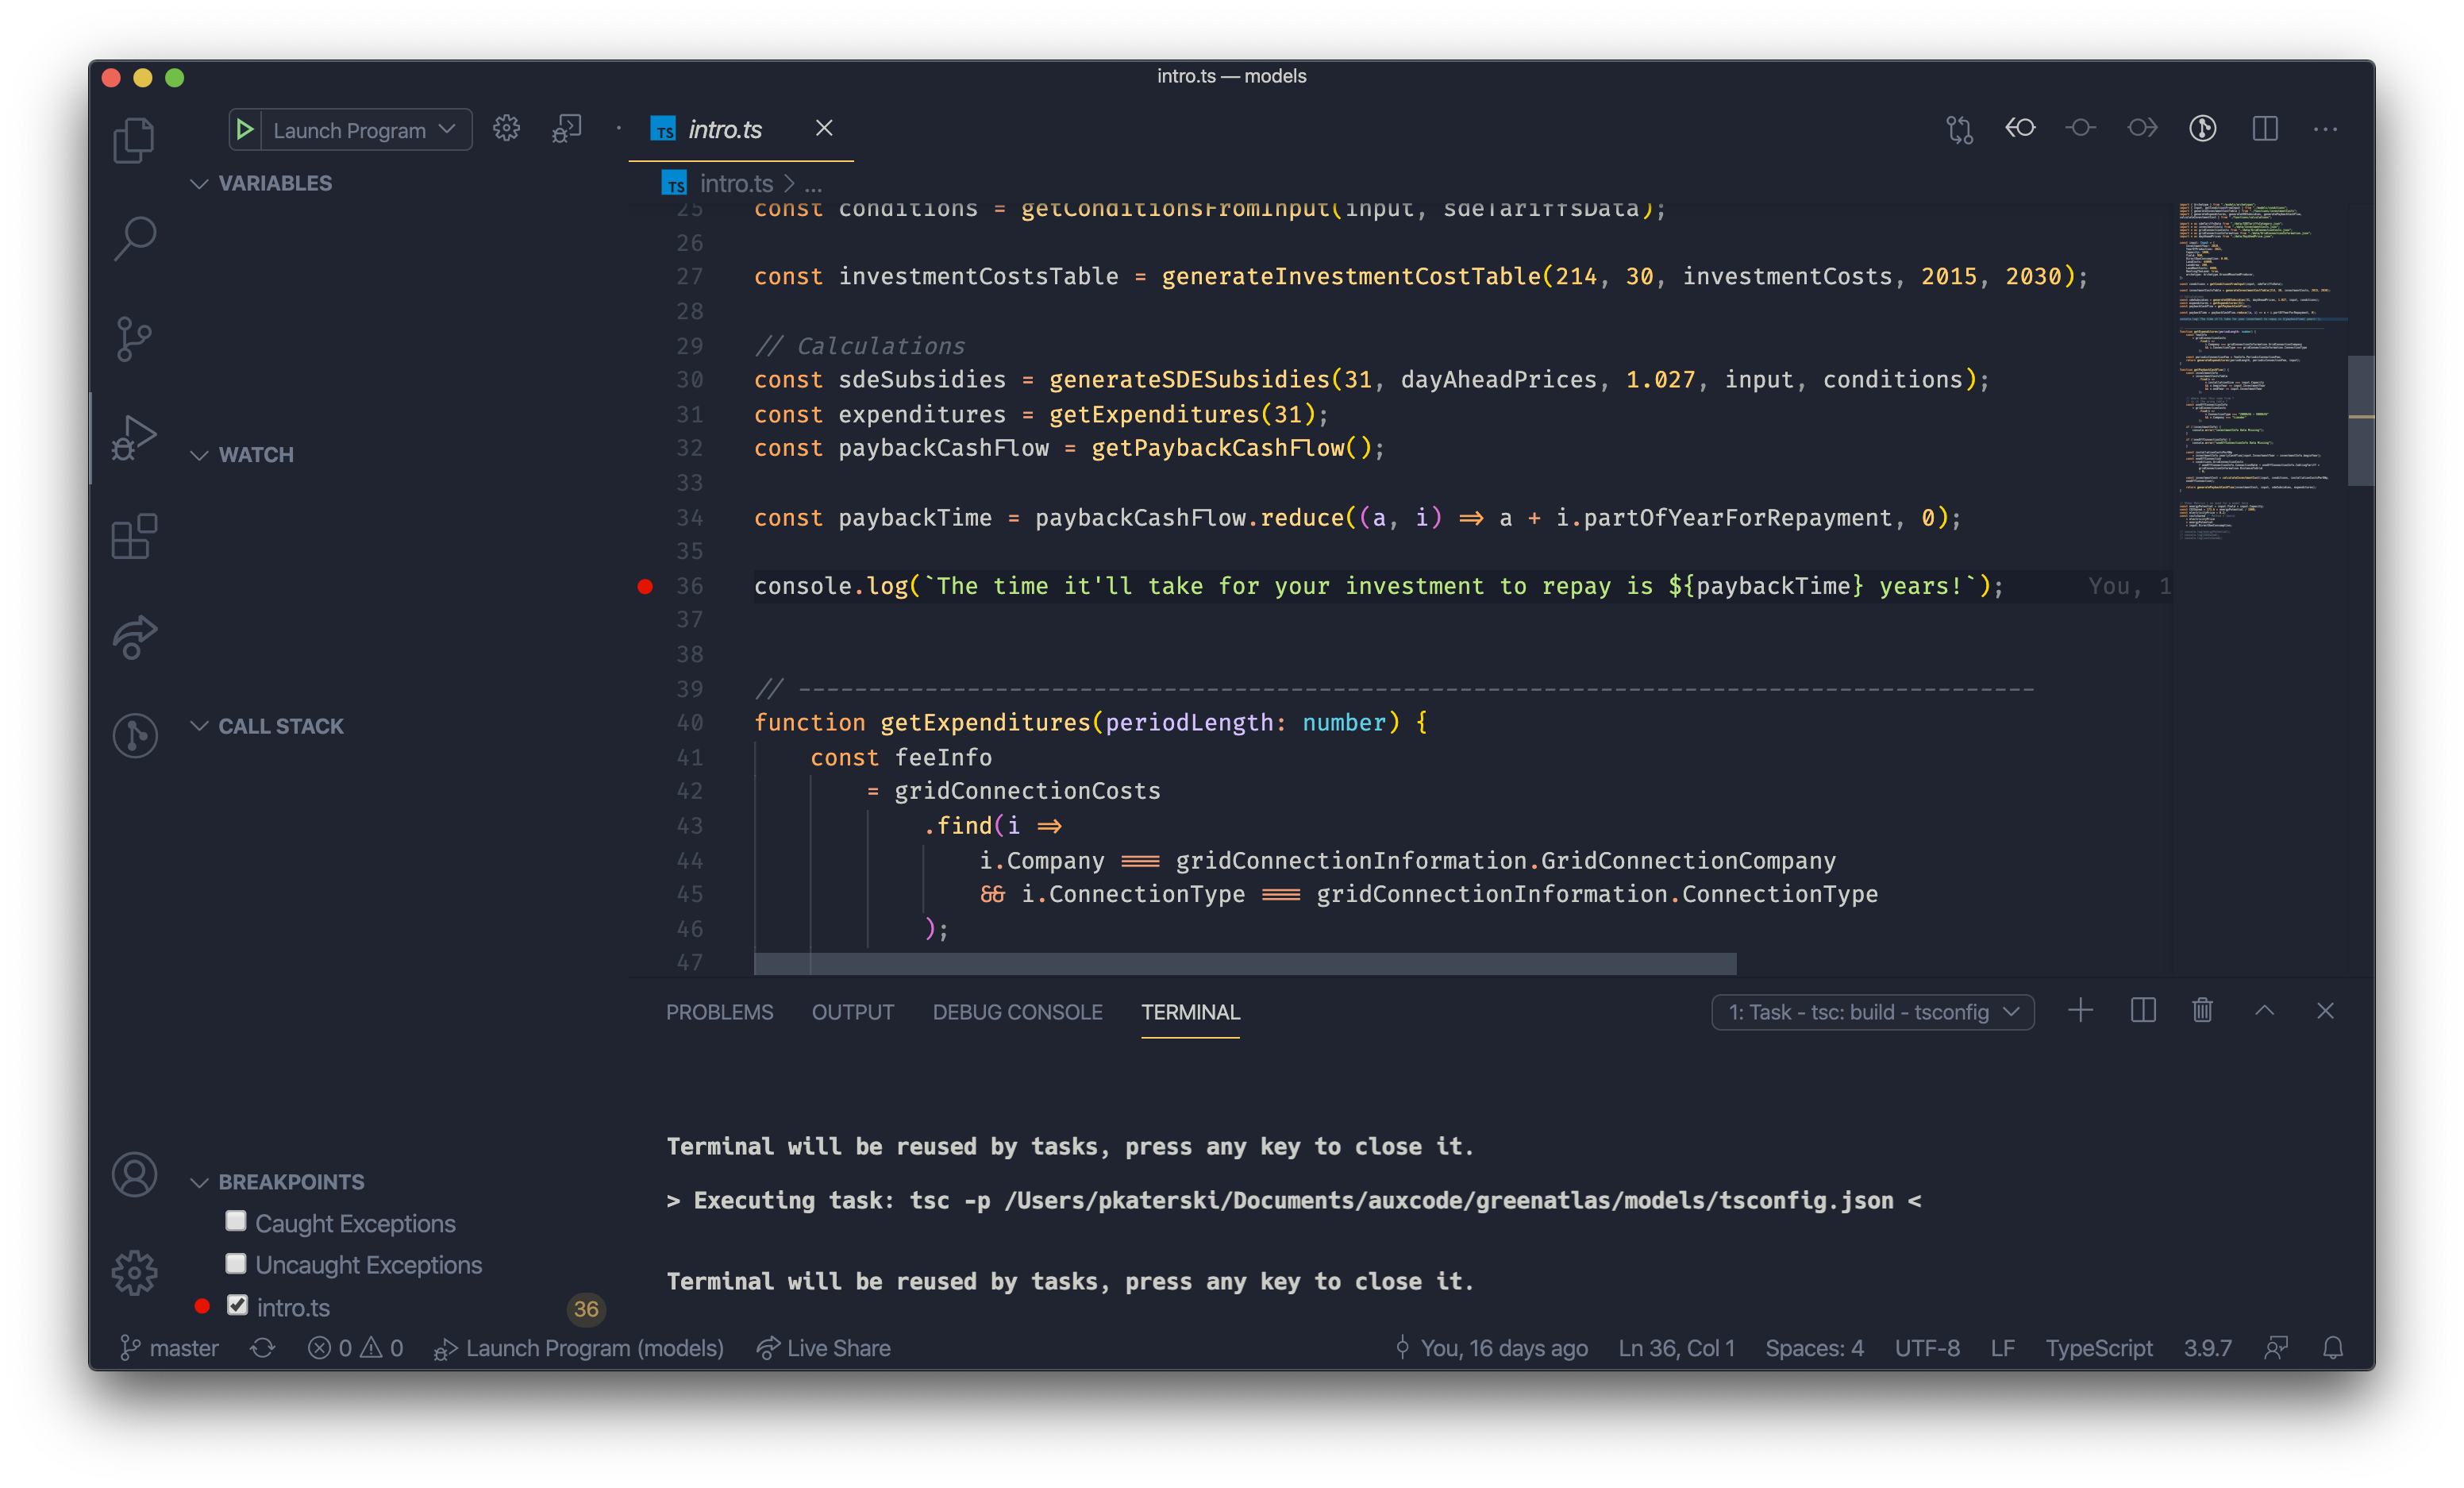 intro.ts — models
Launch Program
TS intro.ts
TS intro.ts > ...
VARIABLES
WATCH
CALL STACK
BREAKPOINTS
Caught Exceptions
Uncaught Exceptions
intro.ts 36
25 const conditions = getConditionsFromInput(input, sdeTariffsData);
26
27 const investmentCostsTable = generateInvestmentCostTable(214, 30, investmentCosts, 2015, 2030);
28
29 // Calculations
30 const sdeSubsidies = generateSDESubsidies(31, dayAheadPrices, 1.027, input, conditions);
31 const expenditures = getExpenditures(31);
32 const paybackCashFlow = getPaybackCashFlow();
33
34 const paybackTime = paybackCashFlow.reduce((a, i) => a + i.partOfYearForRepayment, 0);
35
36 console.log(`The time it'll take for your investment to repay is ${paybackTime} years!`); You, 1
37
38
39 // ----------------------------------------------------------------------------------------
40 function getExpenditures(periodLength: number) {
41 const feeInfo
42 = gridConnectionCosts
43 .find(i =>
44 i.Company === gridConnectionInformation.GridConnectionCompany
45 && i.ConnectionType === gridConnectionInformation.ConnectionType
46 );
47
PROBLEMS OUTPUT DEBUG CONSOLE TERMINAL 1: Task - tsc: build - tsconfig
Terminal will be reused by tasks, press any key to close it.
> Executing task: tsc -p /Users/pkaterski/Documents/auxcode/greenatlas/models/tsconfig.json <
Terminal will be reused by tasks, press any key to close it.
master 0 0 Launch Program (models) Live Share You, 16 days ago Ln 36, Col 1 Spaces: 4 UTF-8 LF TypeScript 3.9.7